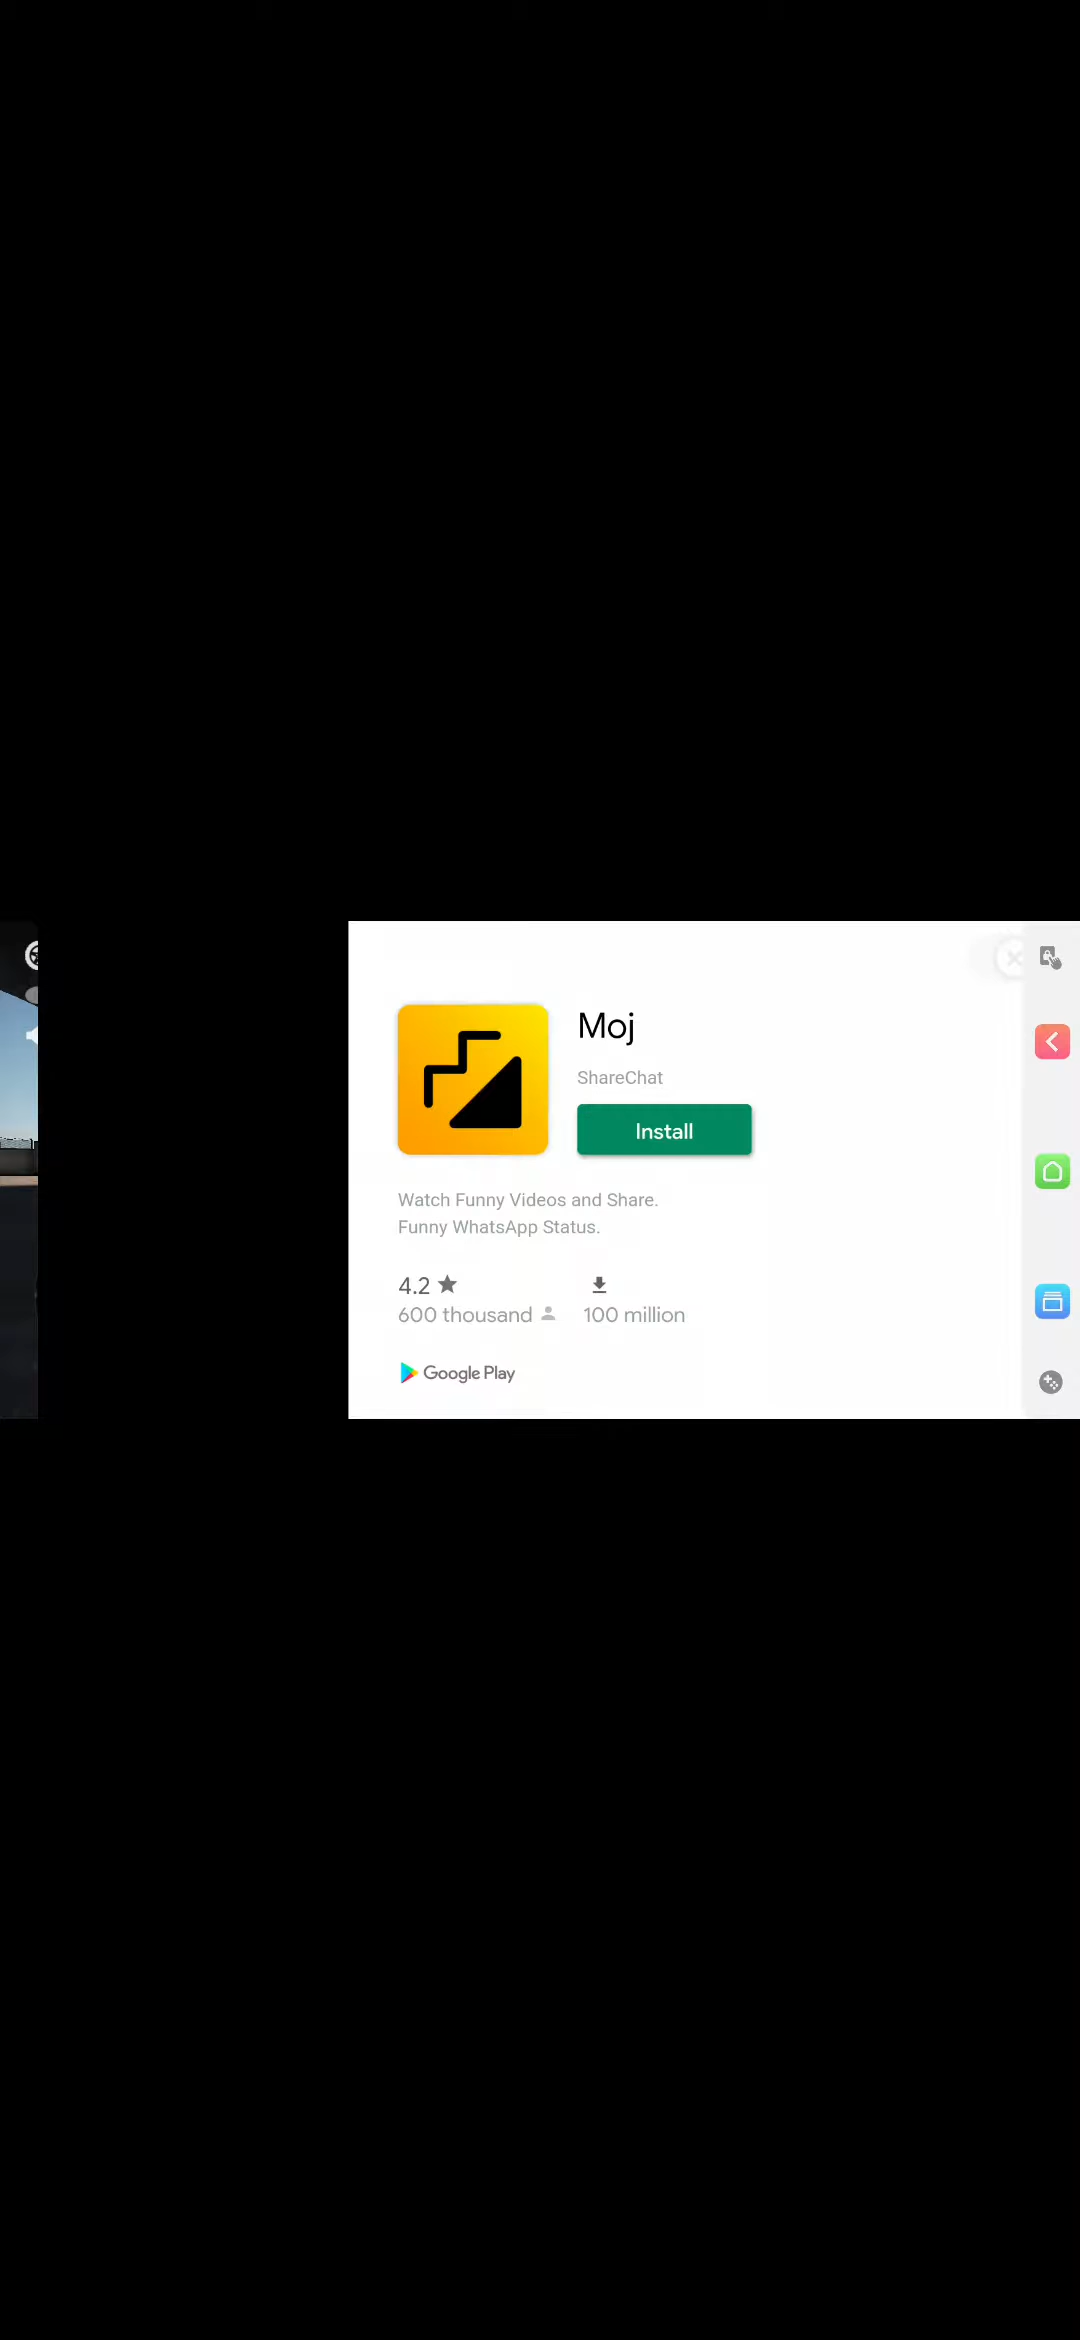 Moj
ShareChat
Install
Watch Funny Videos and Share.
Funny WhatsApp Status.
4.2
600 thousand
100 million
Google Play